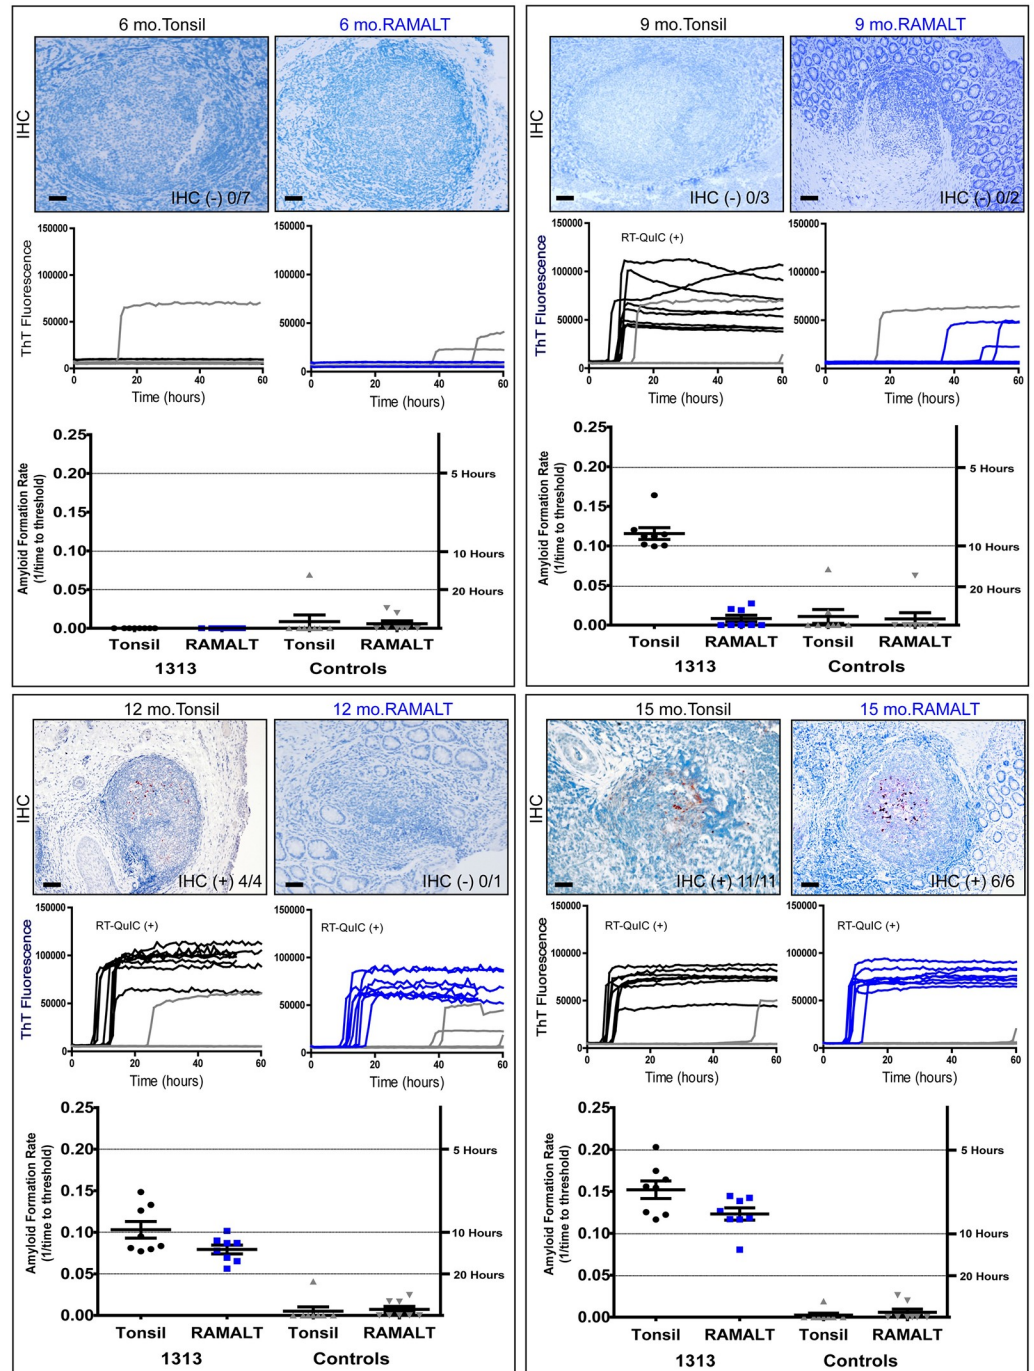 6 mo.Tonsil
6 mo.RAMALT
IHC
IHC (-) 0/7
ThT Fluorescence
150000
100000
50000
0
0 20 40 60
Time (hours)
150000
100000
50000
0
0 20 40 60
Time (hours)
Amyloid Formation Rate
(1/time to threshold)
0.25
0.20
0.15
0.10
0.05
0.00
5 Hours
10 Hours
20 Hours
Tonsil RAMALT Tonsil RAMALT
1313 Controls
9 mo.Tonsil
9 mo.RAMALT
IHC
IHC (-) 0/3
IHC (-) 0/2
ThT Fluorescence
150000
100000
50000
0
RT-QuIC (+)
0 20 40 60
Time (hours)
150000
100000
50000
0
0 20 40 60
Time (hours)
Amyloid Formation Rate
(1/time to threshold)
0.25
0.20
0.15
0.10
0.05
0.00
5 Hours
10 Hours
20 Hours
Tonsil RAMALT Tonsil RAMALT
1313 Controls
12 mo.Tonsil
12 mo.RAMALT
IHC
IHC (+) 4/4
IHC (-) 0/1
ThT Fluorescence
150000
100000
50000
0
RT-QuIC (+)
0 20 40 60
Time (hours)
150000
100000
50000
0
RT-QuIC (+)
0 20 40 60
Time (hours)
Amyloid Formation Rate
(1/time to threshold)
0.25
0.20
0.15
0.10
0.05
0.00
5 Hours
10 Hours
20 Hours
Tonsil RAMALT Tonsil RAMALT
1313 Controls
15 mo.Tonsil
15 mo.RAMALT
IHC
IHC (+) 11/11
IHC (+) 6/6
ThT Fluorescence
150000
100000
50000
0
RT-QuIC (+)
0 20 40 60
Time (hours)
150000
100000
50000
0
RT-QuIC (+)
0 20 40 60
Time (hours)
Amyloid Formation Rate
(1/time to threshold)
0.25
0.20
0.15
0.10
0.05
0.00
5 Hours
10 Hours
20 Hours
Tonsil RAMALT Tonsil RAMALT
1313 Controls